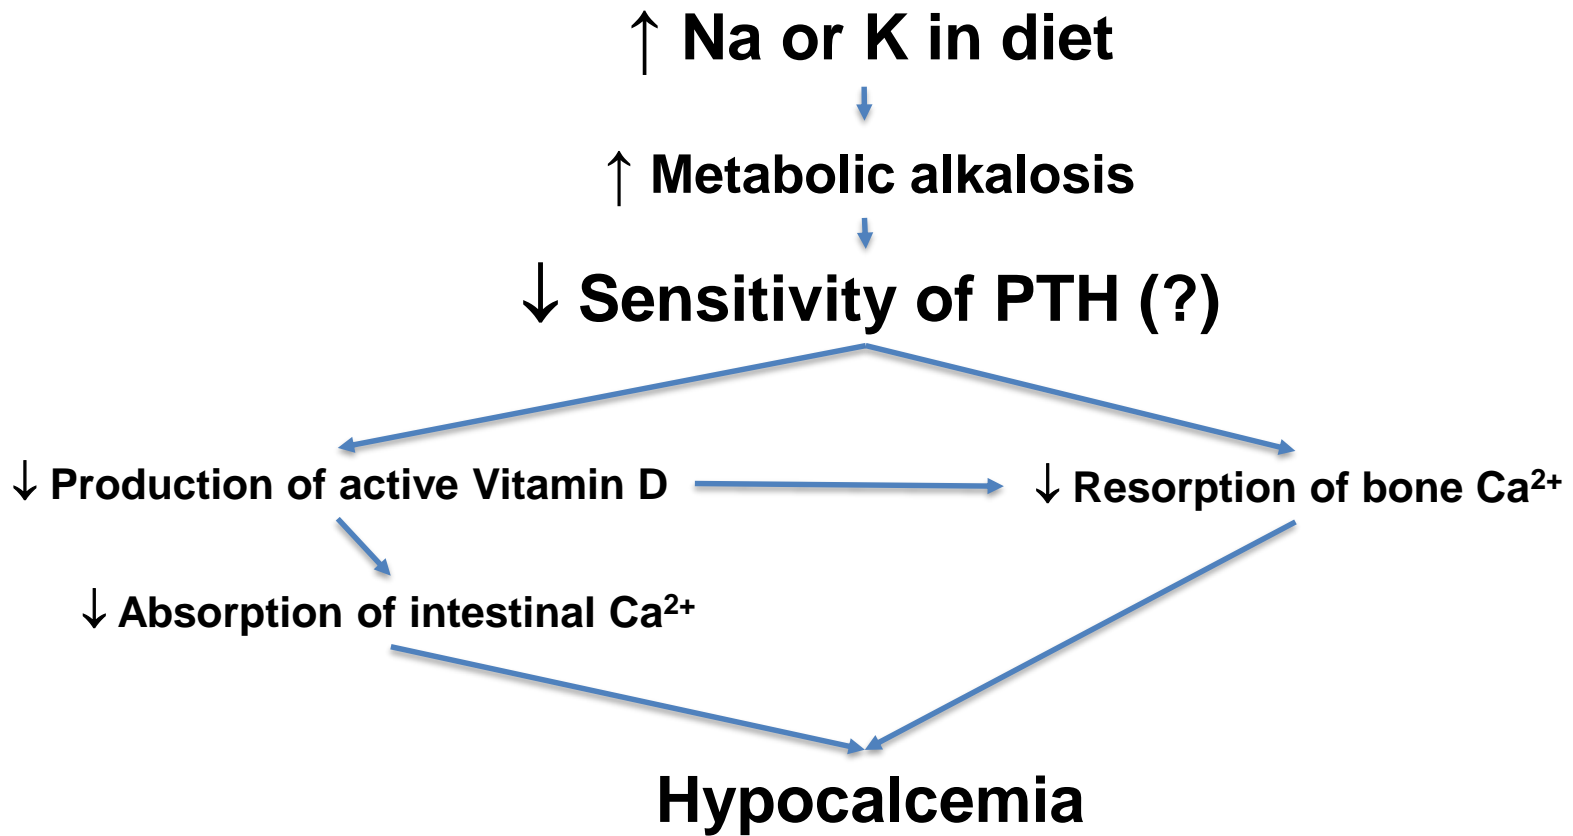 ↑ Na or K in diet
↑ Metabolic alkalosis
↓ Sensitivity of PTH (?)
↓ Production of active Vitamin D
↓ Resorption of bone Ca²⁺
↓ Absorption of intestinal Ca²⁺
Hypocalcemia